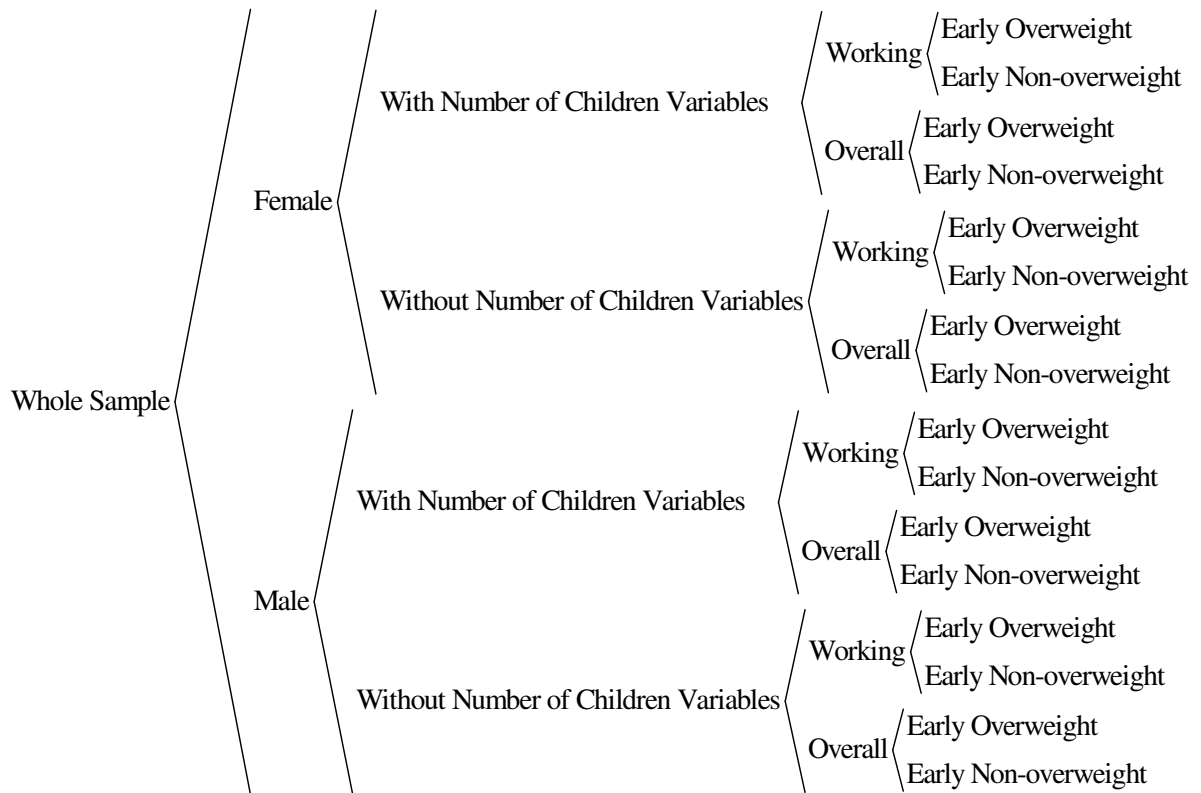 Whole Sample
Female
With Number of Children Variables
Working
Early Overweight
Early Non-overweight
Overall
Early Overweight
Early Non-overweight
Without Number of Children Variables
Working
Early Overweight
Early Non-overweight
Overall
Early Overweight
Early Non-overweight
Male
With Number of Children Variables
Working
Early Overweight
Early Non-overweight
Overall
Early Overweight
Early Non-overweight
Without Number of Children Variables
Working
Early Overweight
Early Non-overweight
Overall
Early Overweight
Early Non-overweight